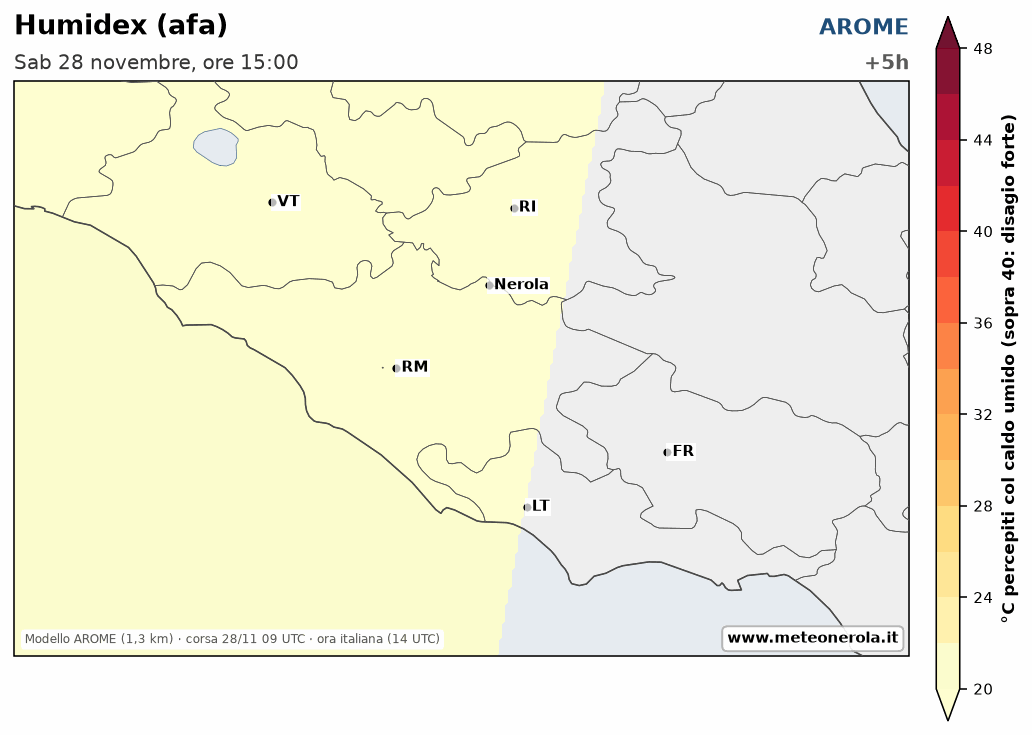 Humidex (afa)
AROME
Sab 28 novembre, ore 15:00
+5h
VT
RI
Nerola
RM
FR
LT
Modello AROME (1,3 km) · corsa 28/11 09 UTC · ora italiana (14 UTC)
www.meteonerola.it
48
44
40
36
32
28
24
20
°C percepiti col caldo umido (sopra 40: disagio forte)